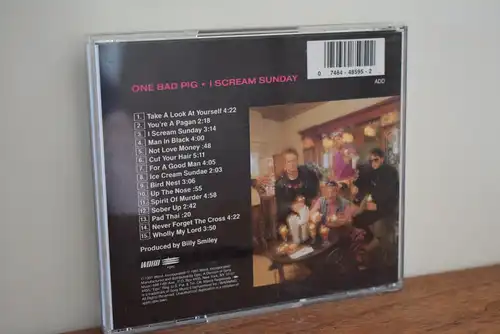 ONE BAD PIG • I SCREAM SUNDAY
0 7464-48595-2
ADD
1. Take A Look At Yourself 4:22
2. You're A Pagan 2:18
3. I Scream Sunday 3:14
4. Man in Black 4:00
5. Not Love Money :48
6. Cut Your Hair 5:11
7. For A Good Man 4:05
8. Ice Cream Sundae 2:03
9. Bird Nest 3:07
10. Up The Nose :55
11. Spirit Of Murder 4:58
12. Sober Up 2:42
13. Pad Thai :20
14. Never Forget The Cross 4:22
15. Wholly My Lord 3:50
Produced by Billy Smiley
WORD